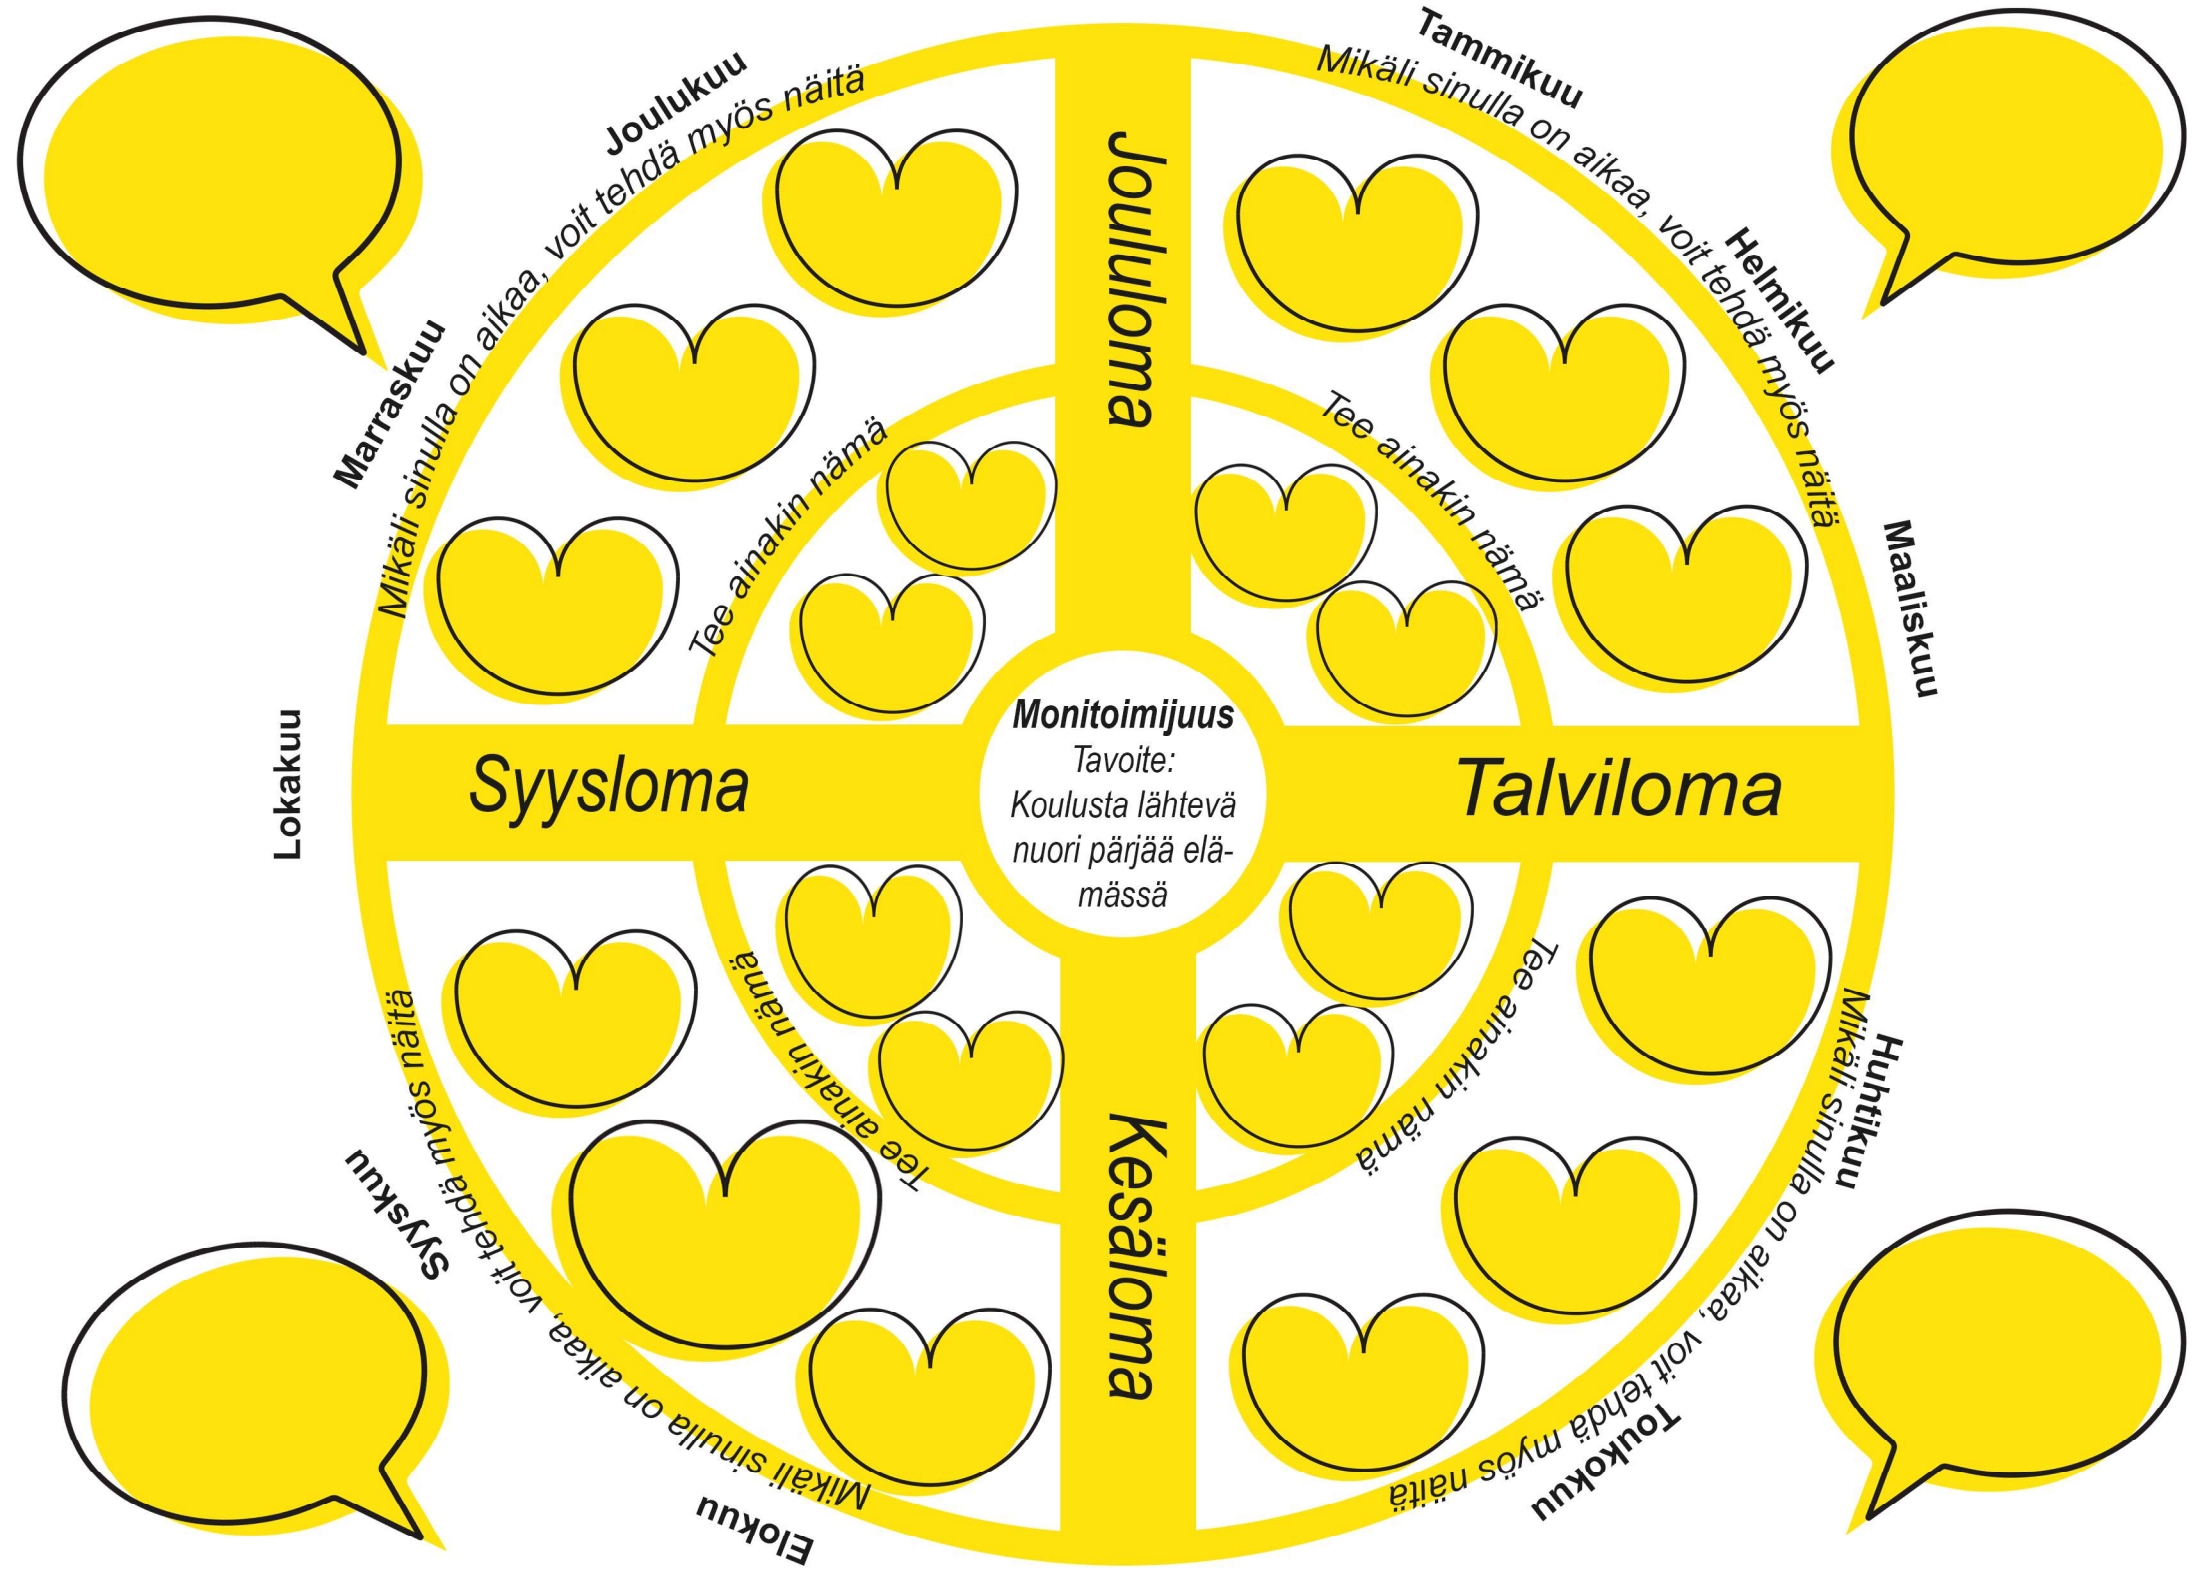 Tammikuu
Mikäli sinulla on aikaa, voit tehdä myös näitä
Helmikuu
Maaliskuu
Tee ainakin nämä
Joululoma
Joulukuu
Mikäli sinulla on aikaa, voit tehdä myös näitä
Marraskuu
Tee ainakin nämä
Lokakuu
Syysloma
Monitoimijuus
Tavoite:
Koulusta lähtevä
nuori pärjää elä-
mässä
Talviloma
Huhtikuu
Mikäli sinulla on aikaa, voit tehdä myös näitä
Tee ainakin nämä
Toukokuu
Kesäloma
Tee ainakin nämä
Mikäli sinulla on aikaa, voit tehdä myös näitä
Syyskuu
Elokuu